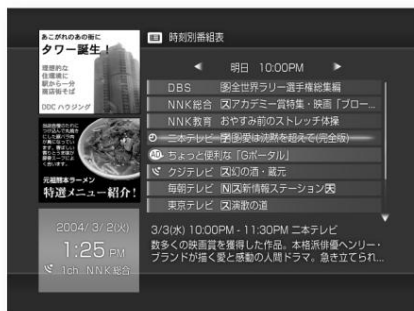 あこがれのあの街に
タワー誕生!
理想的な
住環境に
駅から一分
商店街そば
DDC ハウジング
元祖熊本ラーメン
特選メニュー紹介!
2004/ 3/ 2(火)
1:25 PM
1ch NNK総合
時刻別番組表
明日 10:00PM
DBS 全世界ラリー選手権総集編
NNK総合 アカデミー賞特集・映画「ブロー...
NNK教育 おやすみ前のストレッチ体操
二本テレビ 愛は沈黙を超えて(完全版)
AD ちょっと便利な「Gポータル」
クジテレビ 幻の酒・蔵元
毎朝テレビ 新情報ステーション
東京テレビ 演歌の道
3/3(水) 10:00PM - 11:30PM 二本テレビ
数多くの映画賞を獲得した作品。本格派俳優ヘンリー・
ブランドが描く愛と感動の人間ドラマ。急き立てられ...